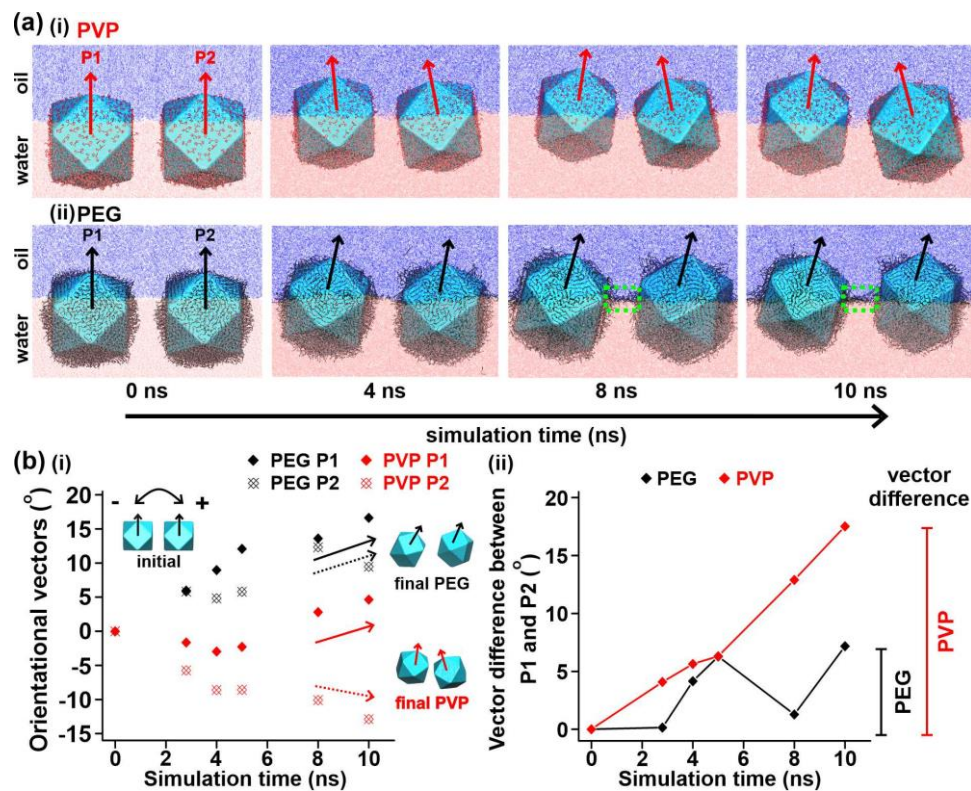 (a) (i) PVP
P1 P2
oil
water
(ii) PEG
P1 P2
oil
water
0 ns 4 ns 8 ns 10 ns
simulation time (ns)
(b) (i)
PEG P1 PVP P1
PEG P2 PVP P2
Orientational vectors (°)
20
15
10
5
0
-5
-10
-15
- +
initial
final PEG
final PVP
0 2 4 6 8 10
Simulation time (ns)
(ii)
PEG PVP
vector
difference
Vector difference between
P1 and P2 (°)
20
15
10
5
0
0 2 4 6 8 10
Simulation time (ns)
PEG
PVP